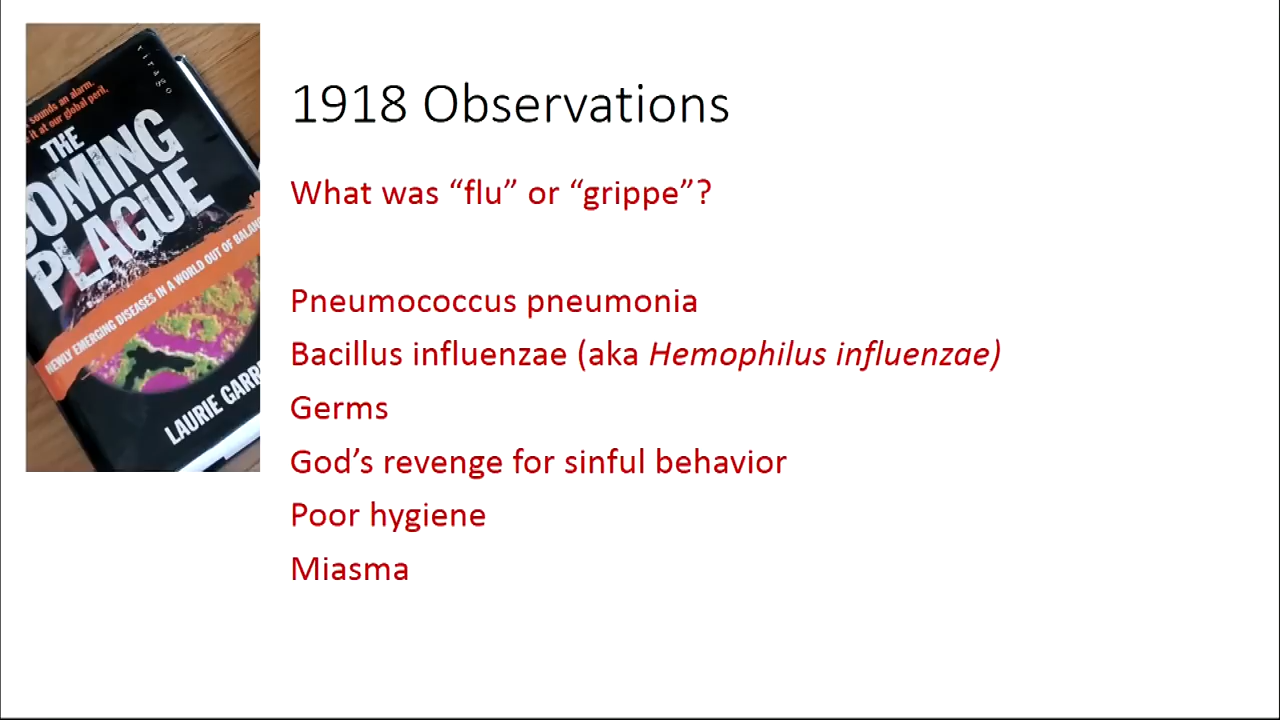 virago
sounds an alarm.
it at our global peril.
THE
COMING
PLAGUE
NEWLY EMERGING DISEASES IN A WORLD OUT OF
LAURIE
1918 Observations
What was “flu” or “grippe”?
Pneumococcus pneumonia
Bacillus influenzae (aka Hemophilus influenzae)
Germs
God’s revenge for sinful behavior
Poor hygiene
Miasma